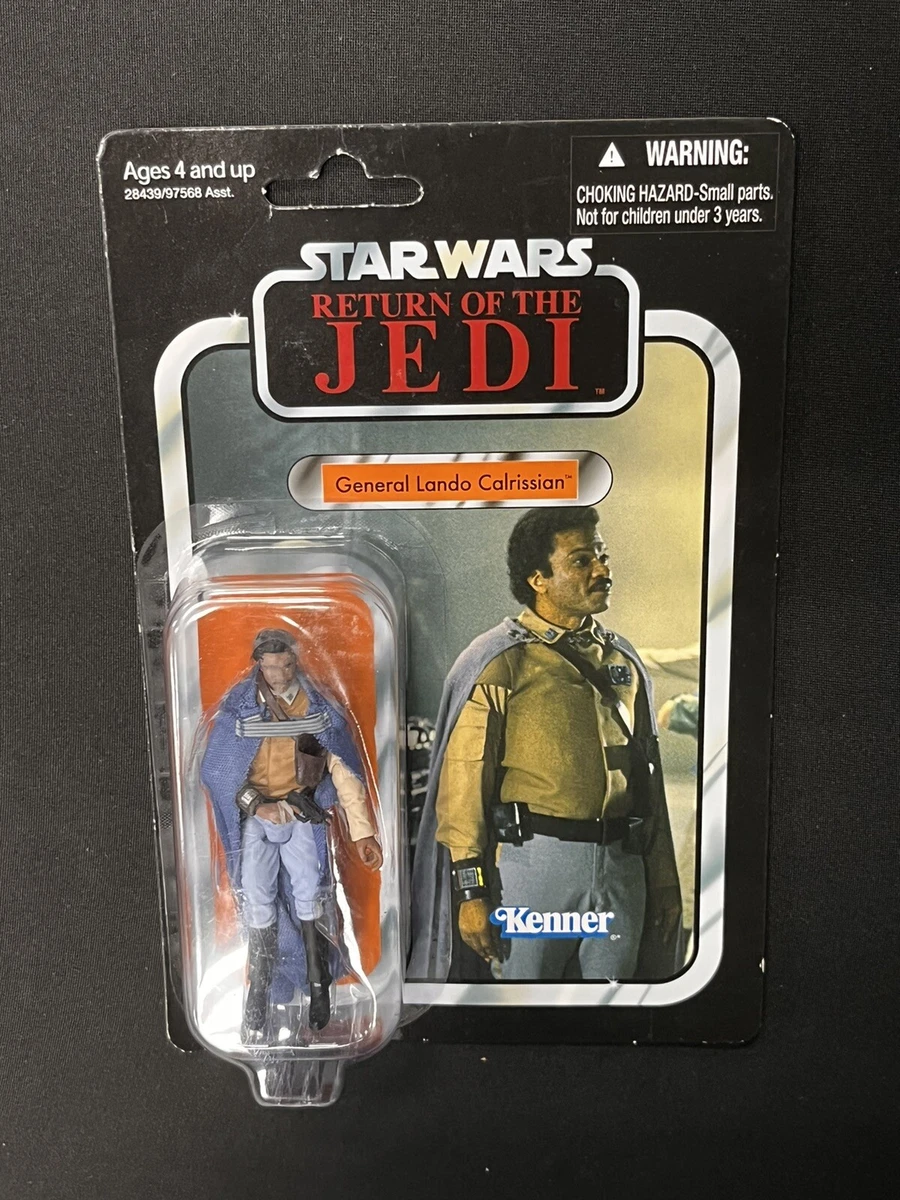 Ages 4 and up
28439/97568 Asst.
WARNING:
CHOKING HAZARD-Small parts.
Not for children under 3 years.
STAR WARS
RETURN OF THE
JEDI
TM
General Lando Calrissian™
Kenner